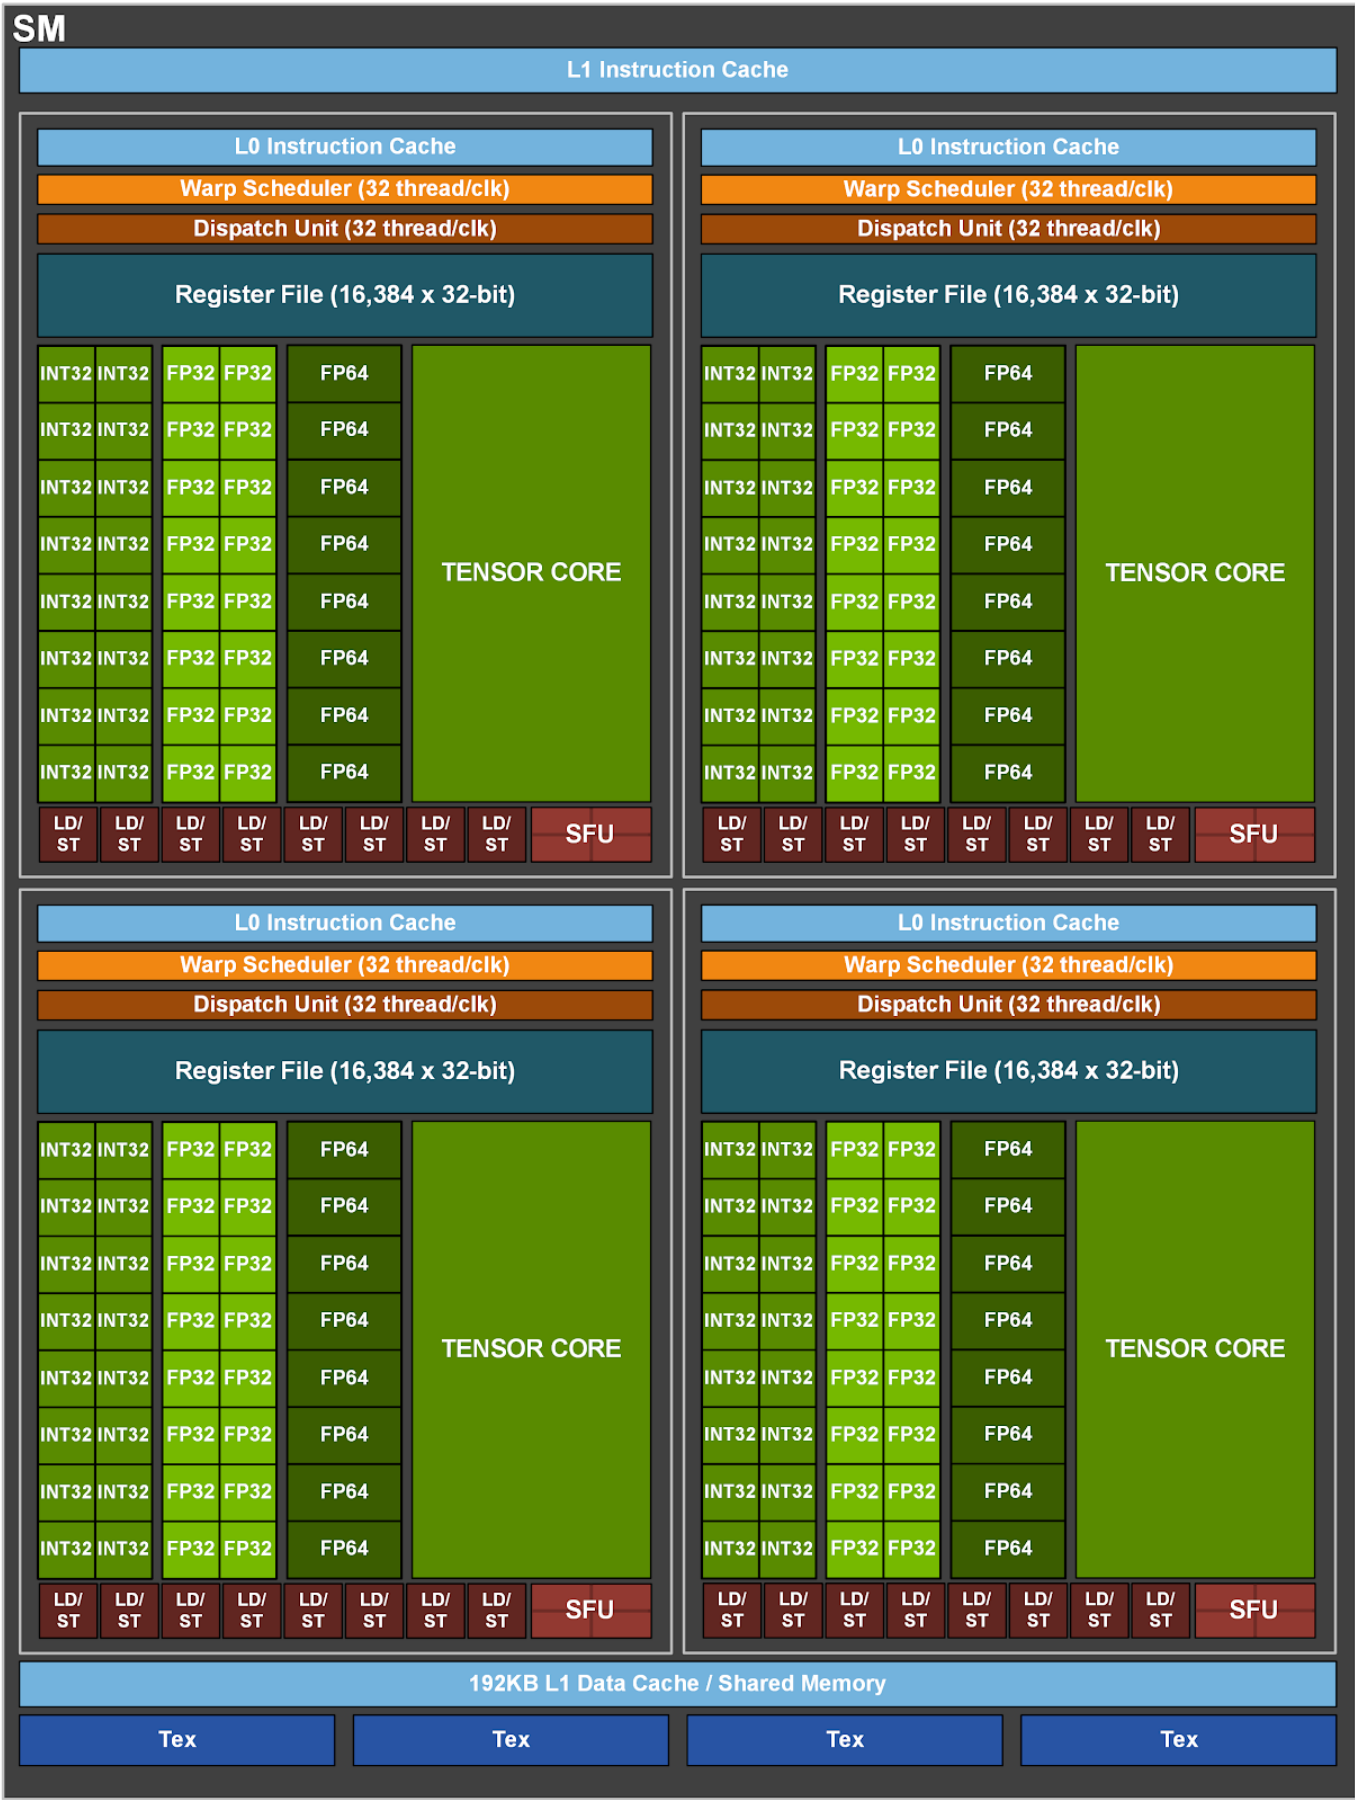 SM
L1 Instruction Cache
L0 Instruction Cache
Warp Scheduler (32 thread/clk)
Dispatch Unit (32 thread/clk)
Register File (16,384 x 32-bit)
INT32 INT32 FP32 FP32 FP64
INT32 INT32 FP32 FP32 FP64
INT32 INT32 FP32 FP32 FP64
INT32 INT32 FP32 FP32 FP64
TENSOR CORE
INT32 INT32 FP32 FP32 FP64
INT32 INT32 FP32 FP32 FP64
INT32 INT32 FP32 FP32 FP64
INT32 INT32 FP32 FP32 FP64
LD/ LD/ LD/ LD/ LD/ LD/ LD/ LD/
ST ST ST ST ST ST ST ST
SFU
L0 Instruction Cache
Warp Scheduler (32 thread/clk)
Dispatch Unit (32 thread/clk)
Register File (16,384 x 32-bit)
INT32 INT32 FP32 FP32 FP64
INT32 INT32 FP32 FP32 FP64
INT32 INT32 FP32 FP32 FP64
INT32 INT32 FP32 FP32 FP64
TENSOR CORE
INT32 INT32 FP32 FP32 FP64
INT32 INT32 FP32 FP32 FP64
INT32 INT32 FP32 FP32 FP64
INT32 INT32 FP32 FP32 FP64
LD/ LD/ LD/ LD/ LD/ LD/ LD/ LD/
ST ST ST ST ST ST ST ST
SFU
L0 Instruction Cache
Warp Scheduler (32 thread/clk)
Dispatch Unit (32 thread/clk)
Register File (16,384 x 32-bit)
INT32 INT32 FP32 FP32 FP64
INT32 INT32 FP32 FP32 FP64
INT32 INT32 FP32 FP32 FP64
INT32 INT32 FP32 FP32 FP64
TENSOR CORE
INT32 INT32 FP32 FP32 FP64
INT32 INT32 FP32 FP32 FP64
INT32 INT32 FP32 FP32 FP64
INT32 INT32 FP32 FP32 FP64
LD/ LD/ LD/ LD/ LD/ LD/ LD/ LD/
ST ST ST ST ST ST ST ST
SFU
L0 Instruction Cache
Warp Scheduler (32 thread/clk)
Dispatch Unit (32 thread/clk)
Register File (16,384 x 32-bit)
INT32 INT32 FP32 FP32 FP64
INT32 INT32 FP32 FP32 FP64
INT32 INT32 FP32 FP32 FP64
INT32 INT32 FP32 FP32 FP64
TENSOR CORE
INT32 INT32 FP32 FP32 FP64
INT32 INT32 FP32 FP32 FP64
INT32 INT32 FP32 FP32 FP64
INT32 INT32 FP32 FP32 FP64
LD/ LD/ LD/ LD/ LD/ LD/ LD/ LD/
ST ST ST ST ST ST ST ST
SFU
192KB L1 Data Cache / Shared Memory
Tex Tex Tex Tex